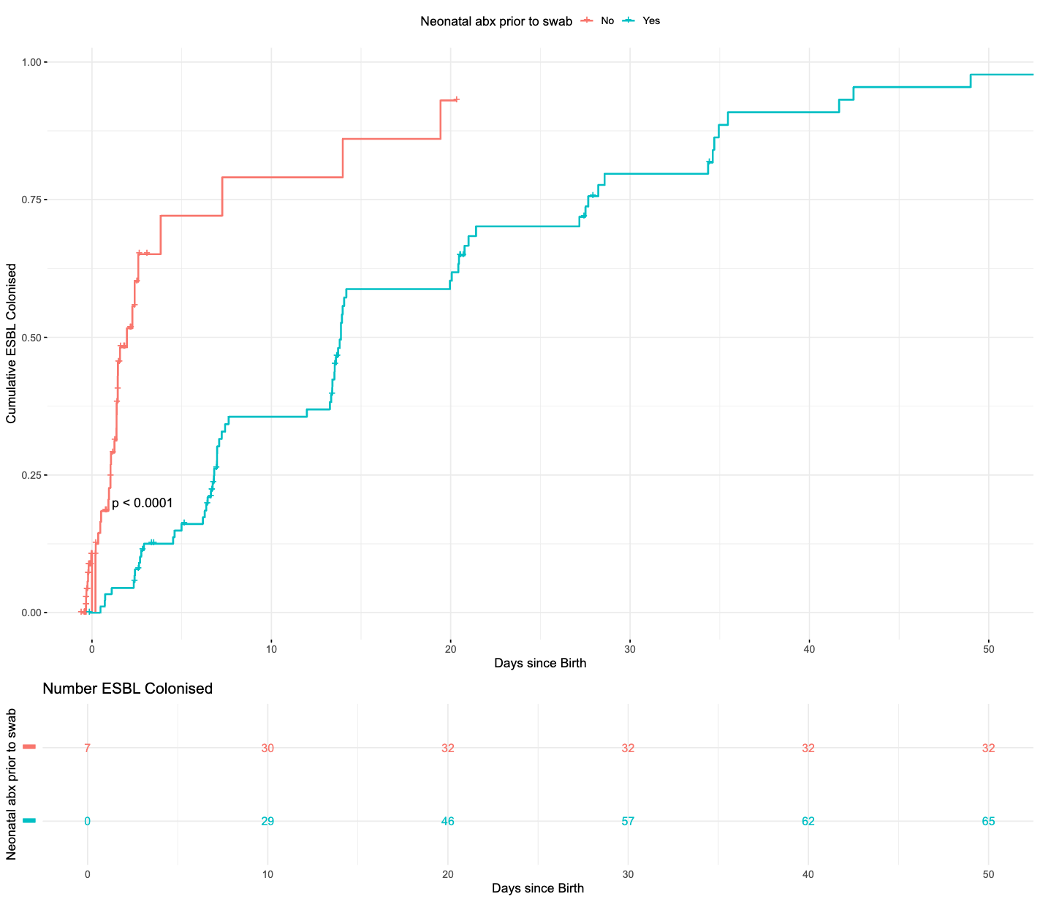 Neonatal abx prior to swab No Yes
1.00
0.75
0.50
0.25
0.00
Cumulative ESBL Colonised
p < 0.0001
0 10 20 30 40 50
Days since Birth
Number ESBL Colonised
Neonatal abx prior to swab
7 30 32 32 32 32
0 29 46 57 62 65
0 10 20 30 40 50
Days since Birth